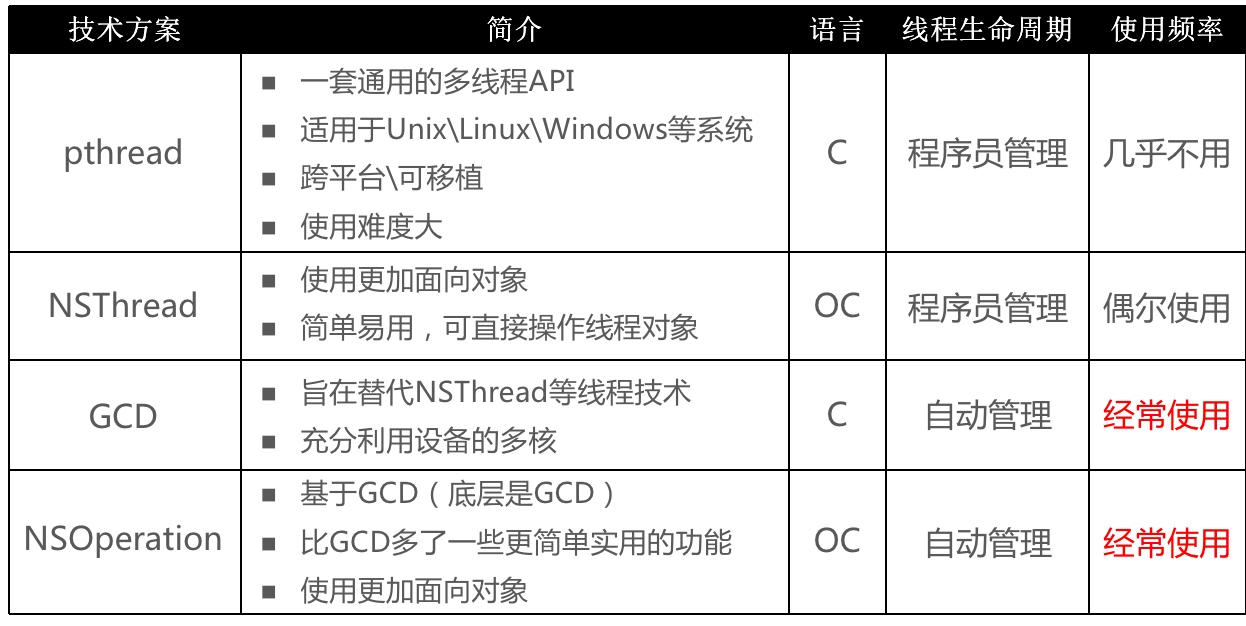 技术方案 简介 语言 线程生命周期 使用频率
pthread
■ 一套通用的多线程API
■ 适用于Unix\Linux\Windows等系统
■ 跨平台\可移植
■ 使用难度大
C
程序员管理
几乎不用
NSThread
■ 使用更加面向对象
■ 简单易用，可直接操作线程对象
OC
程序员管理
偶尔使用
GCD
■ 旨在替代NSThread等线程技术
■ 充分利用设备的多核
C
自动管理
经常使用
NSOperation
■ 基于GCD（底层是GCD）
■ 比GCD多了一些更简单实用的功能
■ 使用更加面向对象
OC
自动管理
经常使用